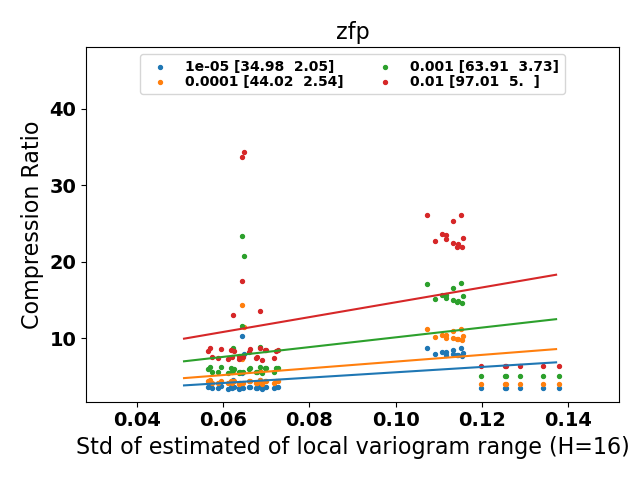 zfp
1e-05 [34.98  2.05]
0.0001 [44.02  2.54]
0.001 [63.91  3.73]
0.01 [97.01  5.  ]
Compression Ratio
40
30
20
10
0.04 0.06 0.08 0.10 0.12 0.14
Std of estimated of local variogram range (H=16)